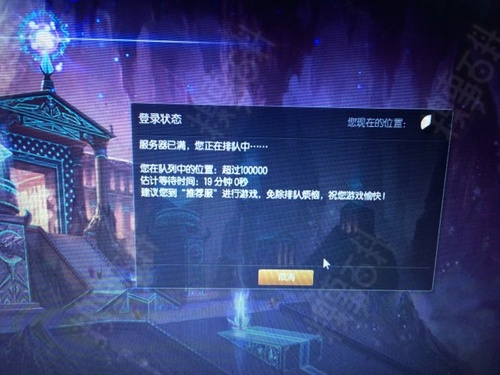 登录状态
您现在的位置:
服务器已满,您正在排队中……
您在队列中的位置:超过100000
估计等待时间:19 分钟 0秒
建议您到“推荐服”进行游戏,免除排队烦恼,祝您游戏愉快!
取消